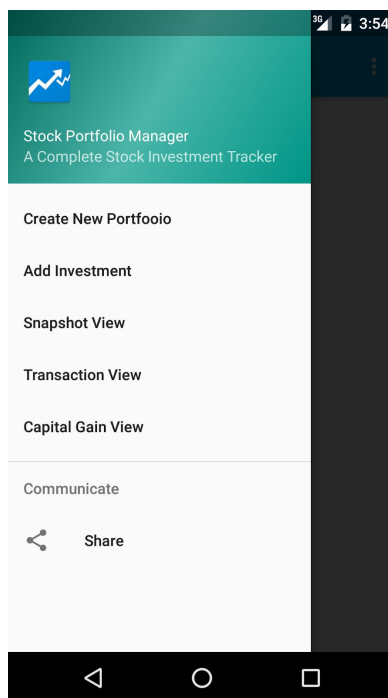 3G 3:54
Stock Portfolio Manager
A Complete Stock Investment Tracker
Create New Portfooio
Add Investment
Snapshot View
Transaction View
Capital Gain View
Communicate
Share